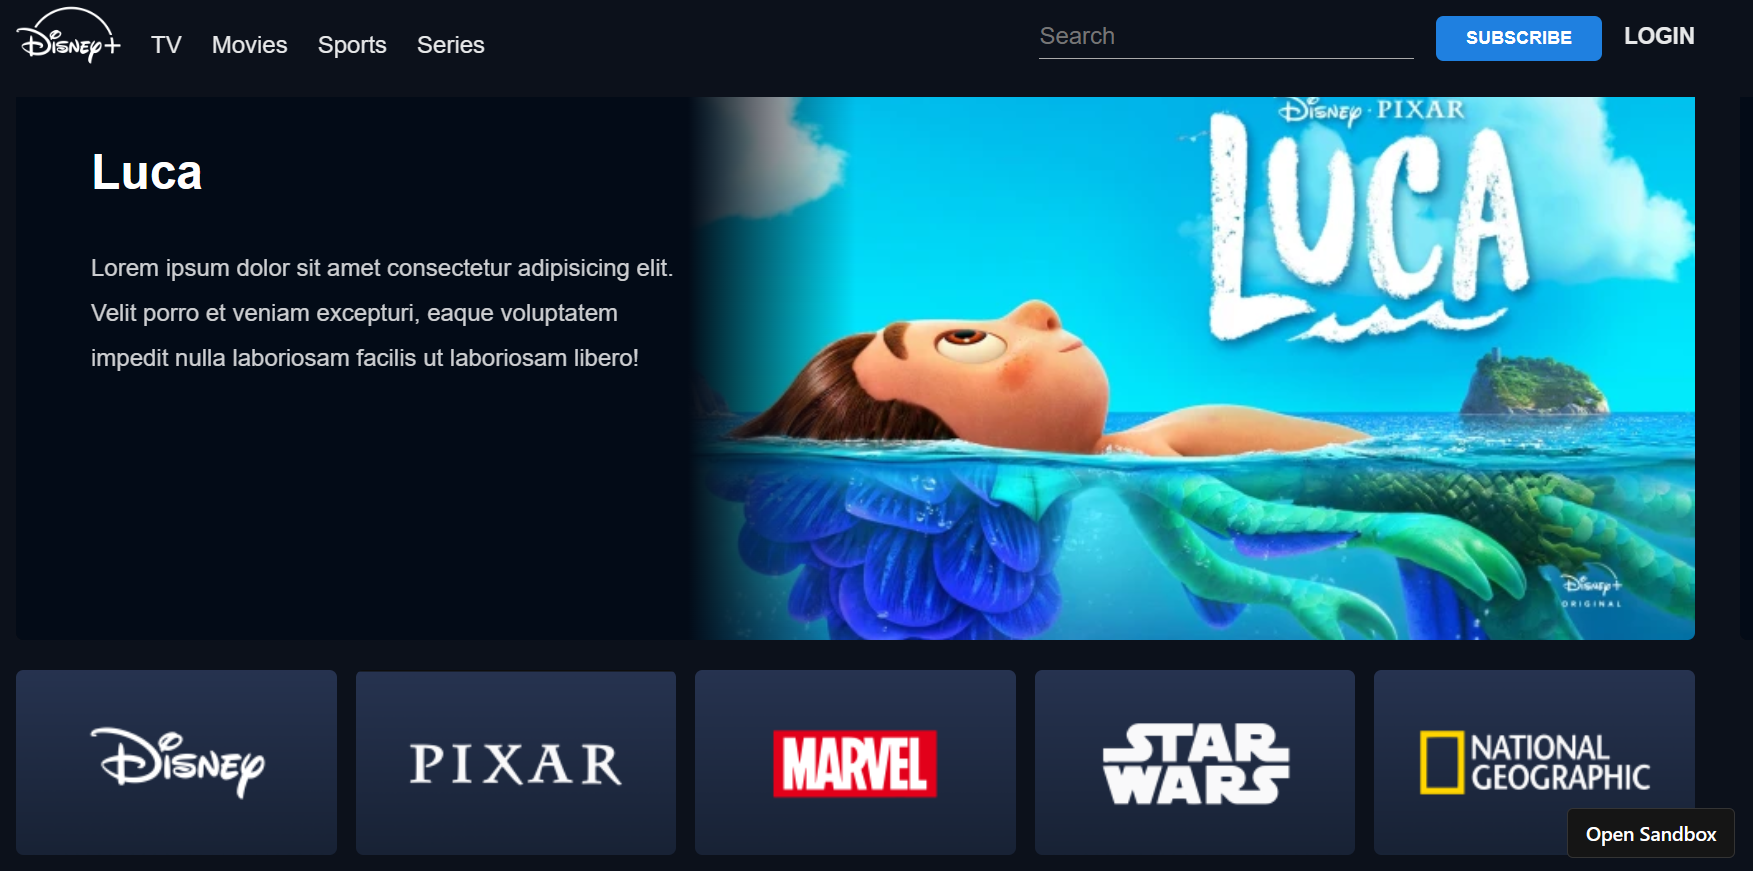 Disney+
TV
Movies
Sports
Series
Search
SUBSCRIBE
LOGIN
Luca
Lorem ipsum dolor sit amet consectetur adipisicing elit.
Velit porro et veniam excepturi, eaque voluptatem
impedit nulla laboriosam facilis ut laboriosam libero!
Disney · PIXAR
LUCA
Disney+
ORIGINAL
Disney
PIXAR
MARVEL
STAR
WARS
NATIONAL
GEOGRAPHIC
Open Sandbox